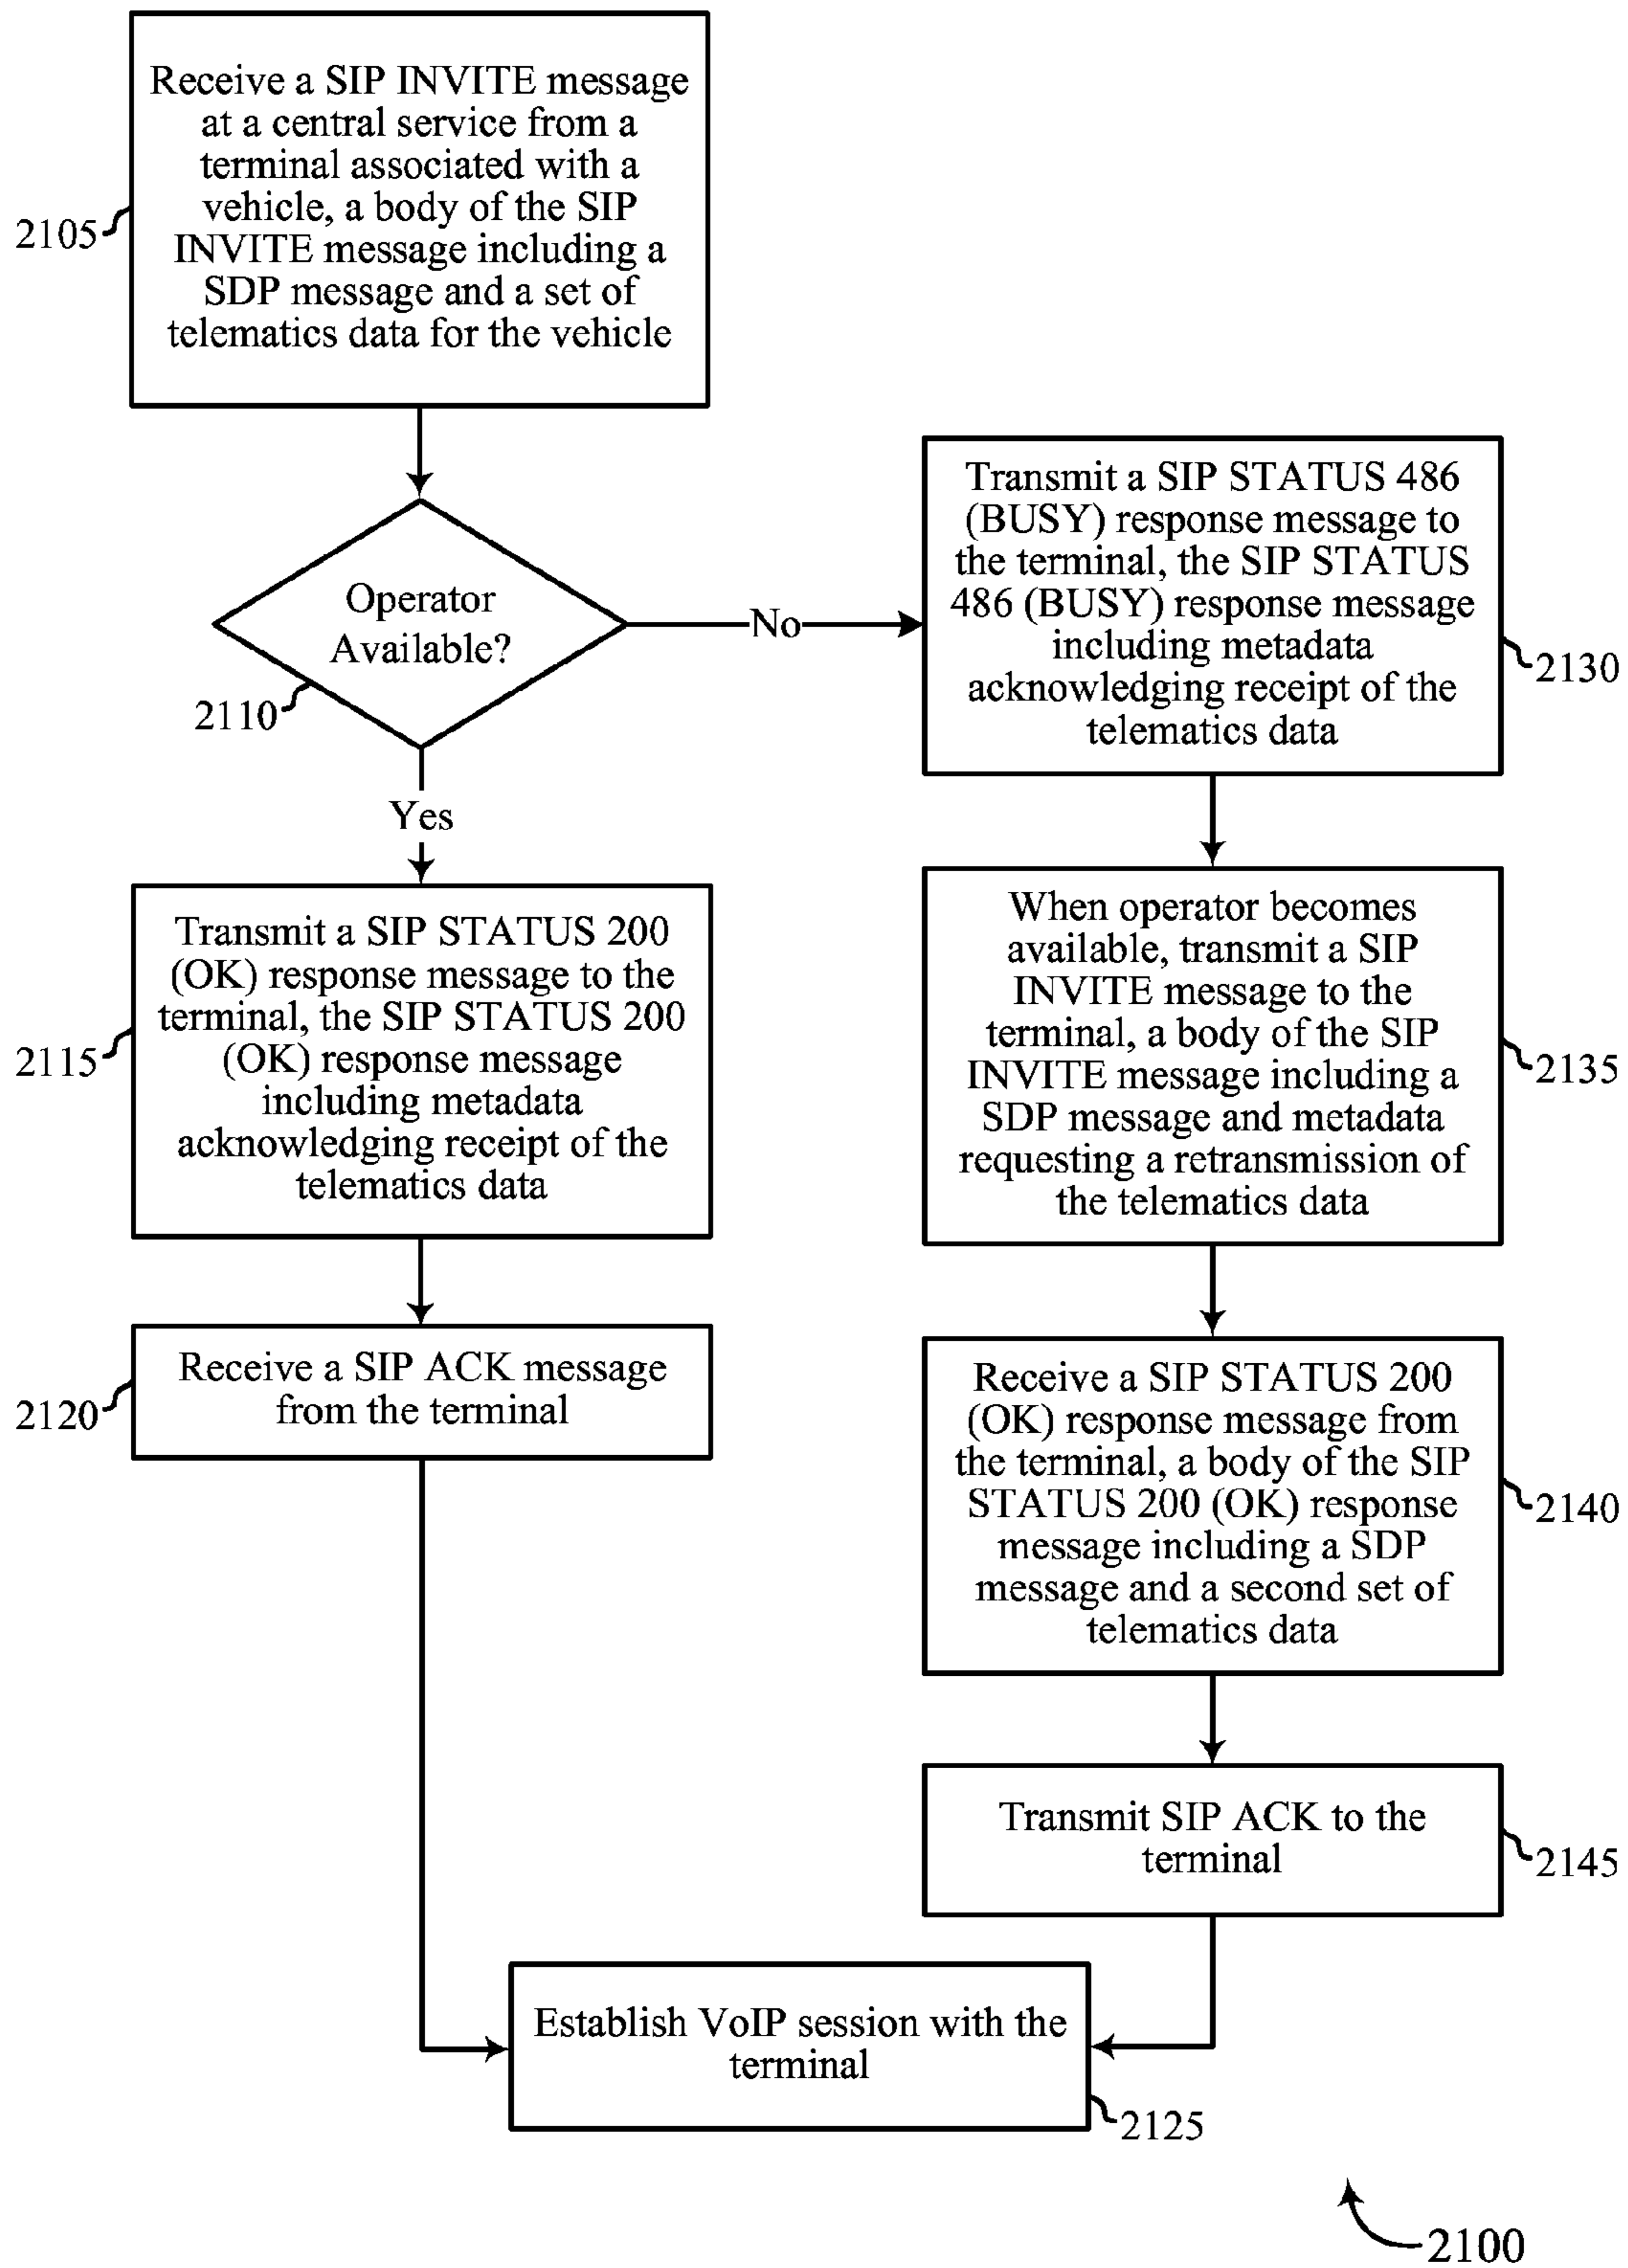 Receive a SIP INVITE message
at a central service from a
terminal associated with a
vehicle, a body of the SIP
INVITE message including a
SDP message and a set of
telematics data for the vehicle
2105
Operator
Available?
2110
No
Yes
Transmit a SIP STATUS 486
(BUSY) response message to
the terminal, the SIP STATUS
486 (BUSY) response message
including metadata
acknowledging receipt of the
telematics data
2130
Transmit a SIP STATUS 200
(OK) response message to the
terminal, the SIP STATUS 200
(OK) response message
including metadata
acknowledging receipt of the
telematics data
2115
When operator becomes
available, transmit a SIP
INVITE message to the
terminal, a body of the SIP
INVITE message including a
SDP message and metadata
requesting a retransmission of
the telematics data
2135
Receive a SIP ACK message
from the terminal
2120
Receive a SIP STATUS 200
(OK) response message from
the terminal, a body of the SIP
STATUS 200 (OK) response
message including a SDP
message and a second set of
telematics data
2140
Transmit SIP ACK to the
terminal
2145
Establish VoIP session with the
terminal
2125
2100